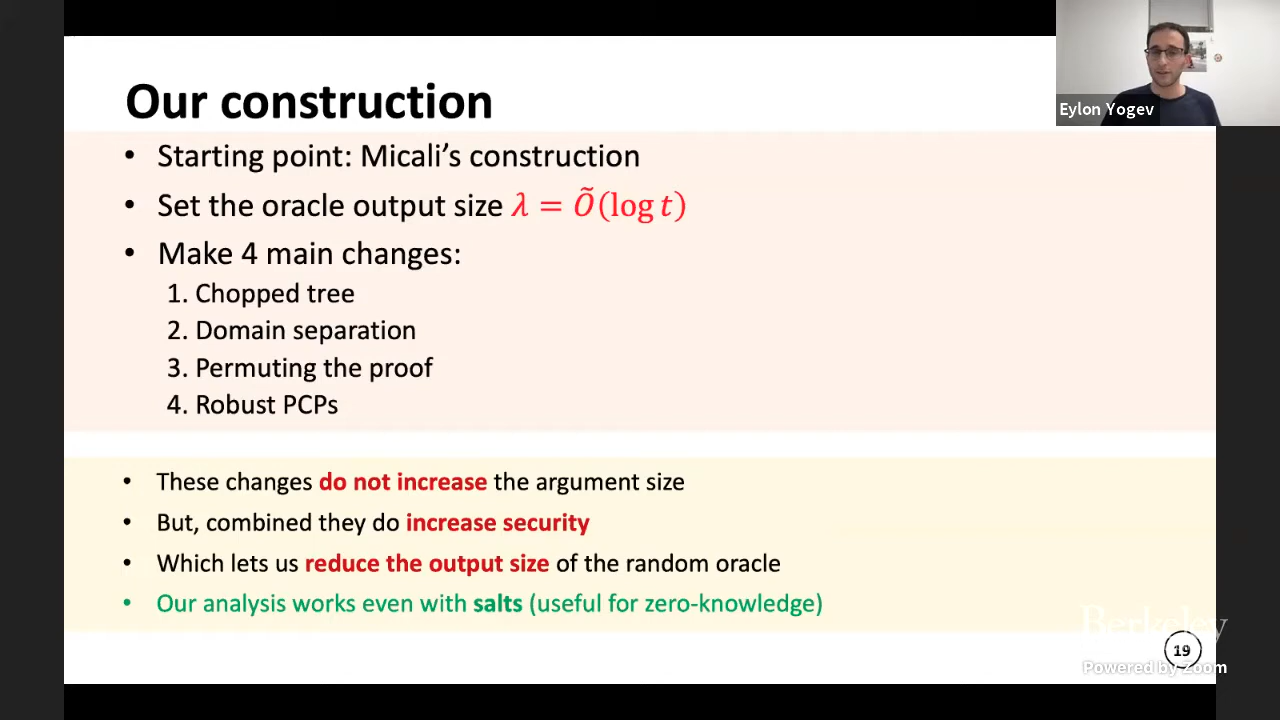 Our construction
Eylon Yogev
• Starting point: Micali's construction
• Set the oracle output size λ = Õ(log t)
• Make 4 main changes:
1. Chopped tree
2. Domain separation
3. Permuting the proof
4. Robust PCPs
• These changes do not increase the argument size
• But, combined they do increase security
• Which lets us reduce the output size of the random oracle
• Our analysis works even with salts (useful for zero-knowledge)
Berkeley
19
Powered by Zoom